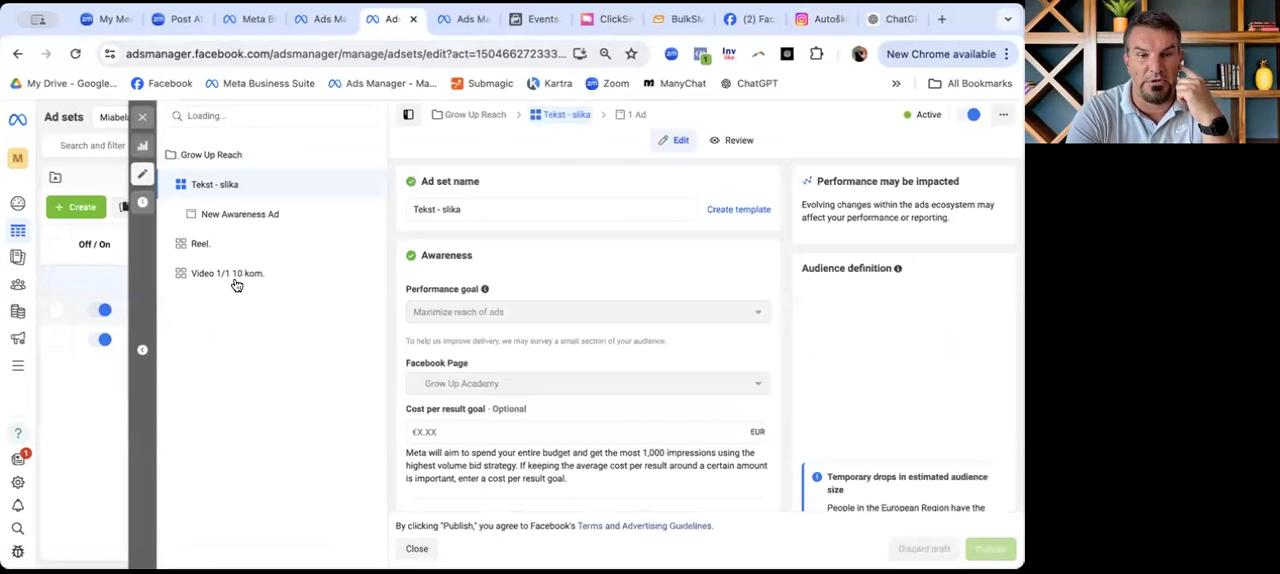 My Me
Post A
Meta B
Ads Ma
Ads
Ads Ma
Events
ClickSe
BulkSM
(2) Fac
Autošk
ChatGI
adsmanager.facebook.com/adsmanager/manage/adsets/edit?act=150466272333...
New Chrome available
My Drive - Google...
Facebook
Meta Business Suite
Ads Manager - Ma...
Submagic
Kartra
Zoom
ManyChat
ChatGPT
All Bookmarks
Ad sets
Miabela
Search and filter
+ Create
Off / On
Loading...
Grow Up Reach
Tekst - slika
New Awareness Ad
Reel.
Video 1/1 10 kom.
Grow Up Reach
Tekst - slika
1 Ad
Active
Edit
Review
Ad set name
Tekst - slika
Create template
Awareness
Performance goal
Maximize reach of ads
To help us improve delivery, we may survey a small section of your audience.
Facebook Page
Grow Up Academy
Cost per result goal · Optional
€X.XX
EUR
Meta will aim to spend your entire budget and get the most 1,000 impressions using the
highest volume bid strategy. If keeping the average cost per result around a certain amount
is important, enter a cost per result goal.
Performance may be impacted
Evolving changes within the ads ecosystem may
affect your performance or reporting.
Audience definition
Temporary drops in estimated audience
size
People in the European Region have the
By clicking "Publish," you agree to Facebook's Terms and Advertising Guidelines.
Close
Discard draft
Publish
M
1